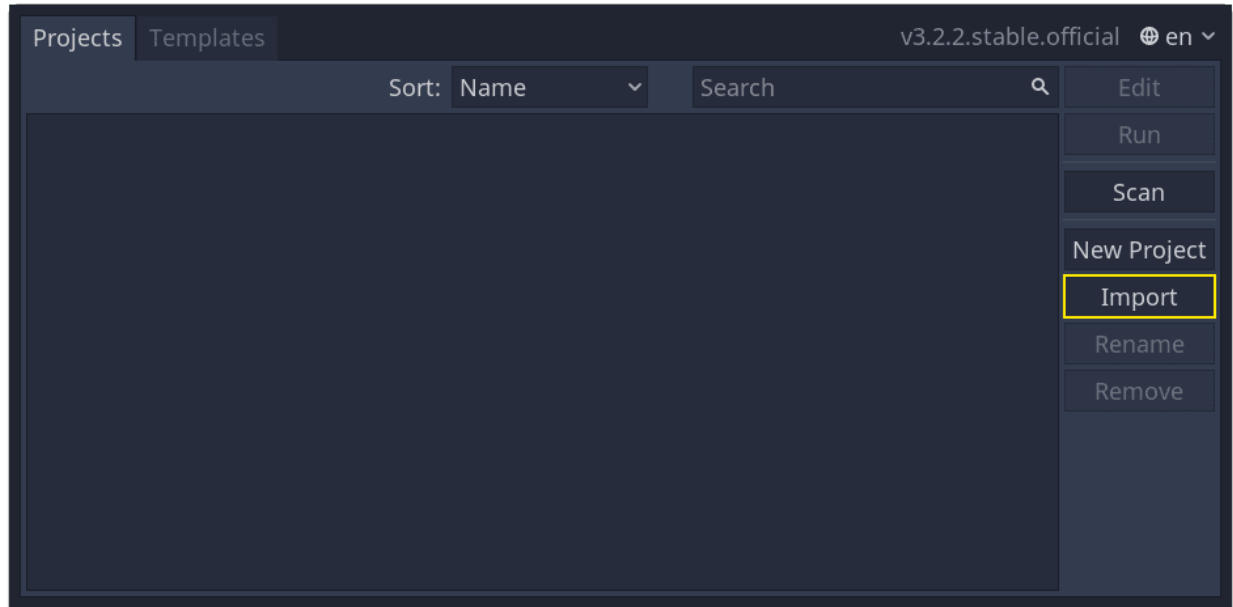 Projects Templates v3.2.2.stable.official en
Sort: Name Search Edit
Run
Scan
New Project
Import
Rename
Remove